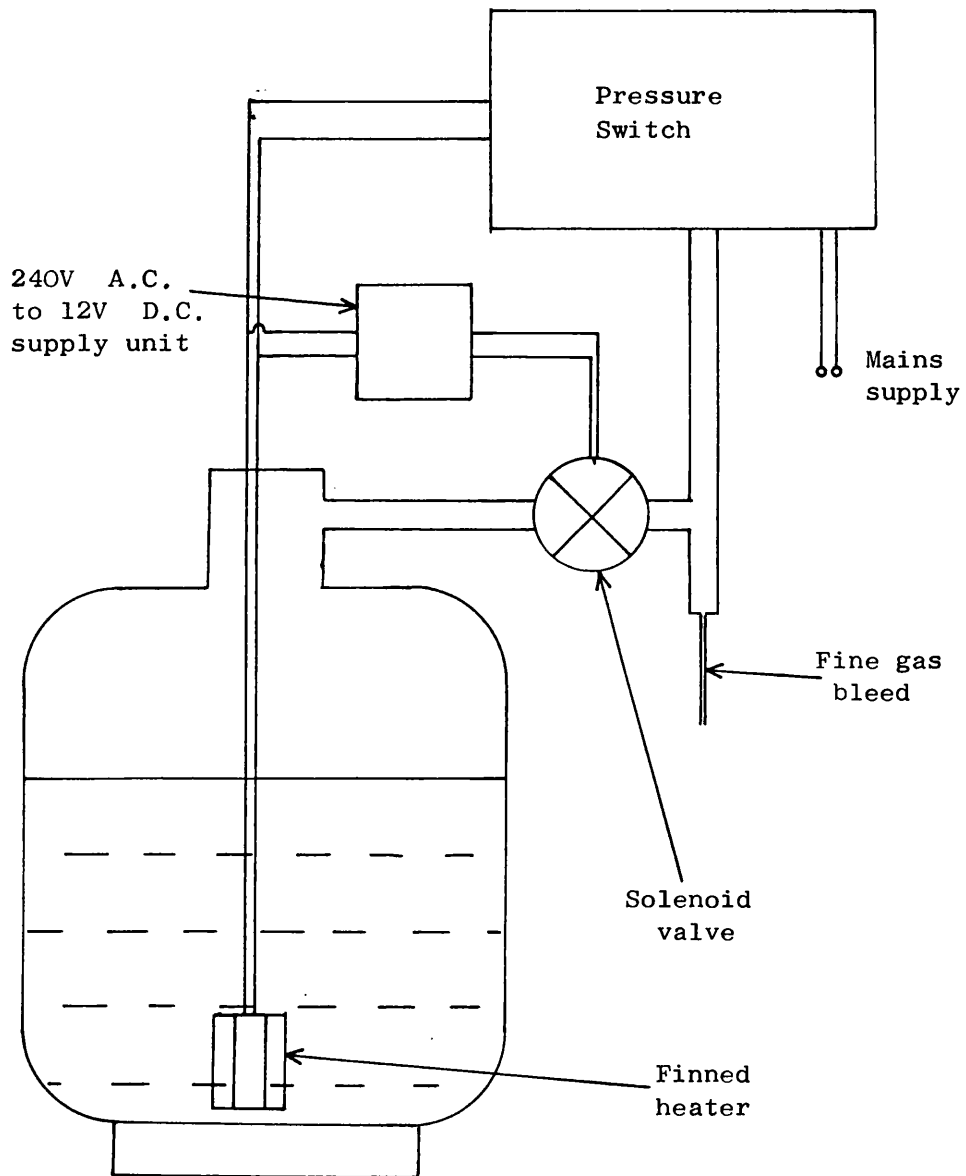 Pressure
Switch
240V A.C.
to 12V D.C.
supply unit
Mains
supply
Fine gas
bleed
Solenoid
valve
Finned
heater